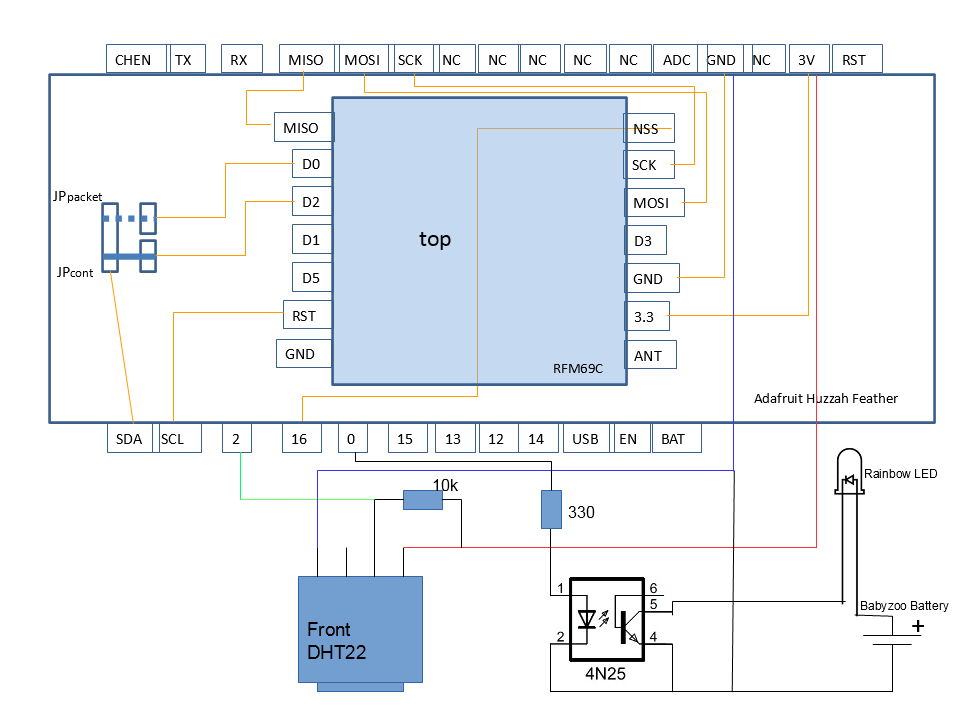 CHEN TX RX MISO MOSI SCK NC NC NC NC NC ADC GND NC 3V RST
MISO
D0
D2
D1
D5
RST
GND
NSS
SCK
MOSI
D3
GND
3.3
ANT
top
RFM69C
JPpacket
JPcont
Adafruit Huzzah Feather
SDA SCL 2 16 0 15 13 12 14 USB EN BAT
10k
330
Rainbow LED
Babyzoo Battery
+
1
2
6
5
4
4N25
Front
DHT22